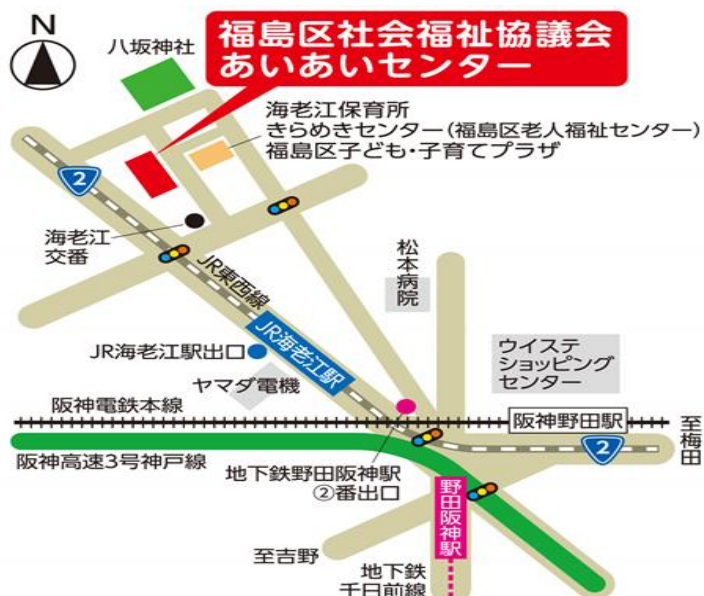 N
八坂神社
福島区社会福祉協議会
あいあいセンター
海老江保育所
きらめきセンター(福島区老人福祉センター)
福島区子ども・子育てプラザ
2
海老江
交番
JR東西線
松本病院
JR海老江駅
JR海老江駅出口
ヤマダ電機
ウイステ
ショッピング
センター
阪神電鉄本線
阪神野田駅
至梅田
2
阪神高速3号神戸線
地下鉄野田阪神駅
②番出口
野田阪神駅
至吉野
地下鉄
千日前線